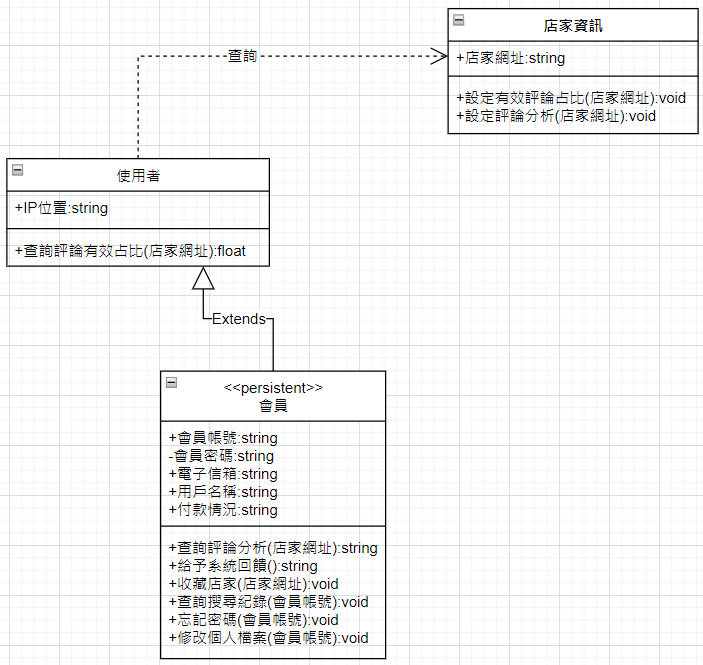 店家資訊
+店家網址:string
+設定有效評論占比(店家網址):void
+設定評論分析(店家網址):void
查詢
使用者
+IP位置:string
+查詢評論有效占比(店家網址):float
Extends
<<persistent>>
會員
+會員帳號:string
-會員密碼:string
+電子信箱:string
+用戶名稱:string
+付款情況:string
+查詢評論分析(店家網址):string
+給予系統回饋():string
+收藏店家(店家網址):void
+查詢搜尋紀錄(會員帳號):void
+忘記密碼(會員帳號):void
+修改個人檔案(會員帳號):void